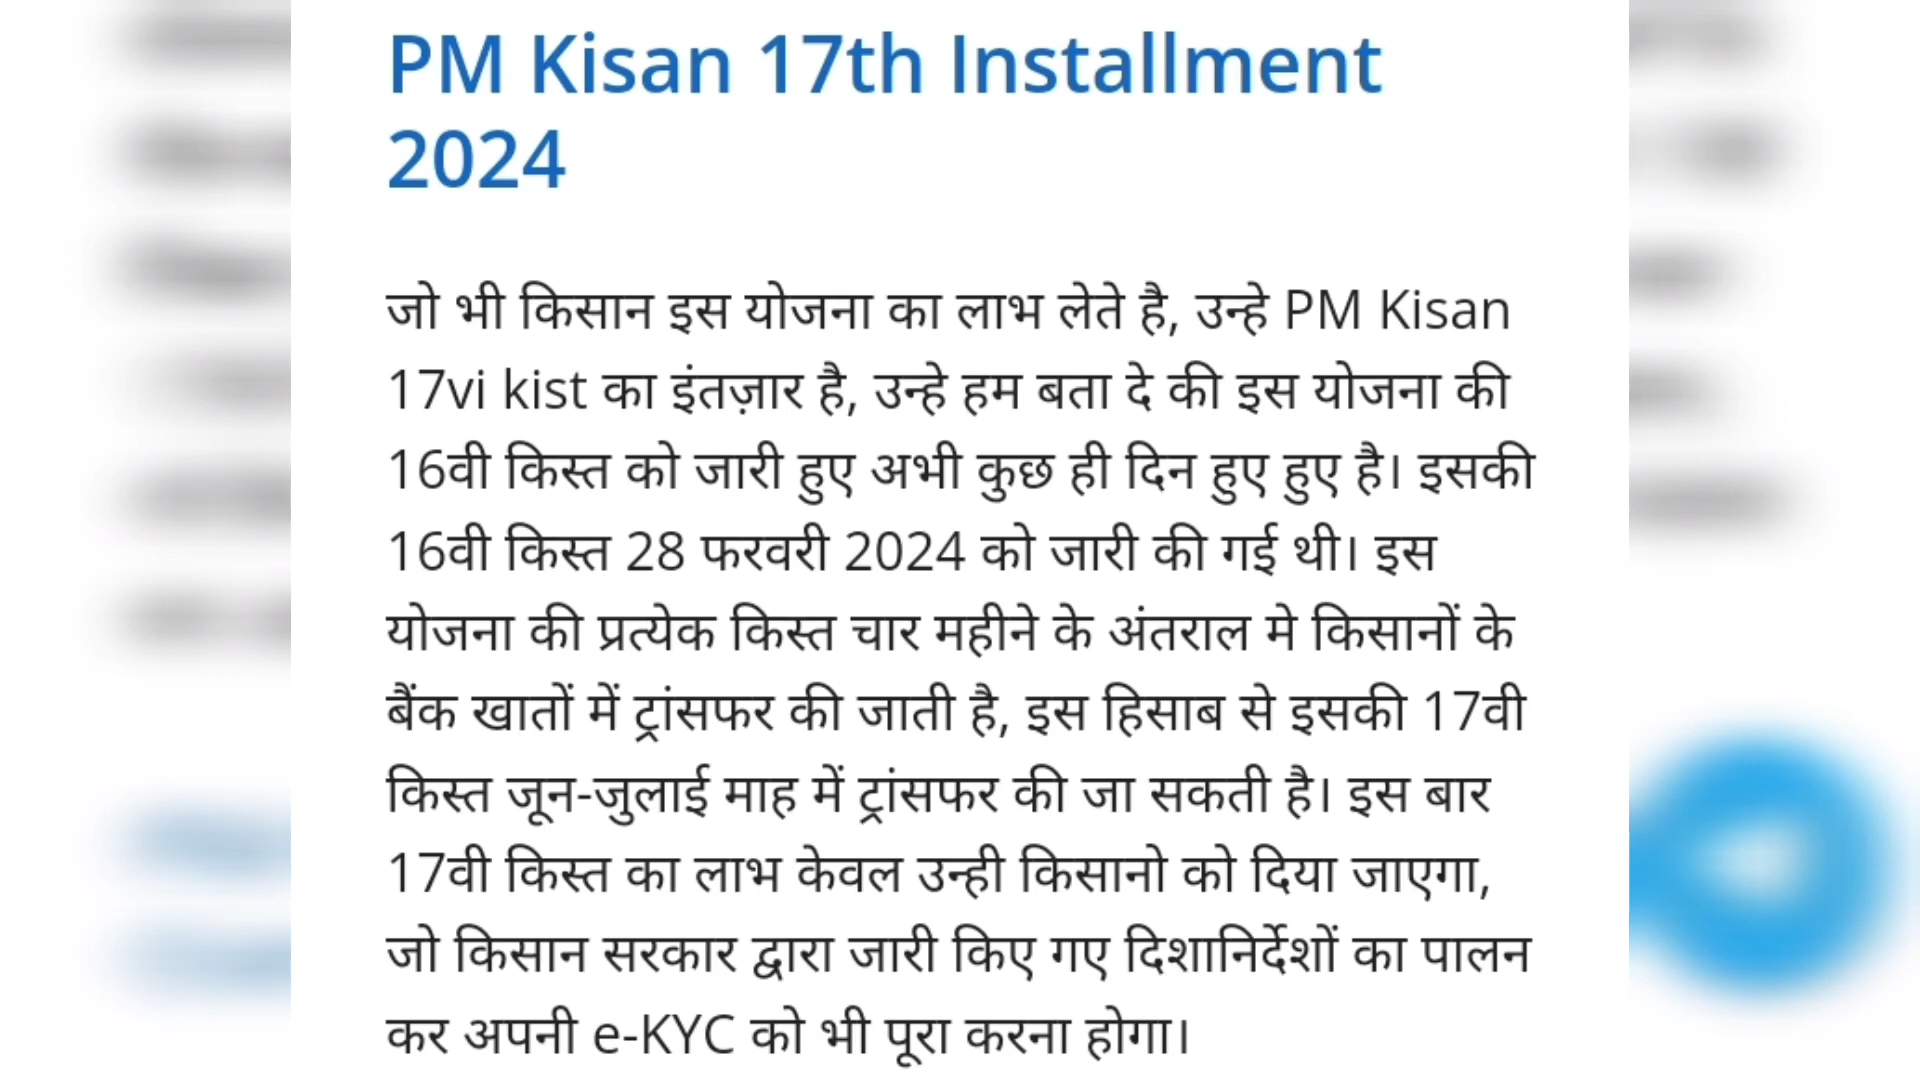 PM Kisan 17th Installment
2024
जो भी किसान इस योजना का लाभ लेते है, उन्हे PM Kisan
17vi kist का इंतज़ार है, उन्हे हम बता दे की इस योजना की
16वी किस्त को जारी हुए अभी कुछ ही दिन हुए हुए है। इसकी
16वी किस्त 28 फरवरी 2024 को जारी की गई थी। इस
योजना की प्रत्येक किस्त चार महीने के अंतराल मे किसानों के
बैंक खातों में ट्रांसफर की जाती है, इस हिसाब से इसकी 17वी
किस्त जून-जुलाई माह में ट्रांसफर की जा सकती है। इस बार
17वी किस्त का लाभ केवल उन्ही किसानो को दिया जाएगा,
जो किसान सरकार द्वारा जारी किए गए दिशानिर्देशों का पालन
कर अपनी e-KYC को भी पूरा करना होगा।